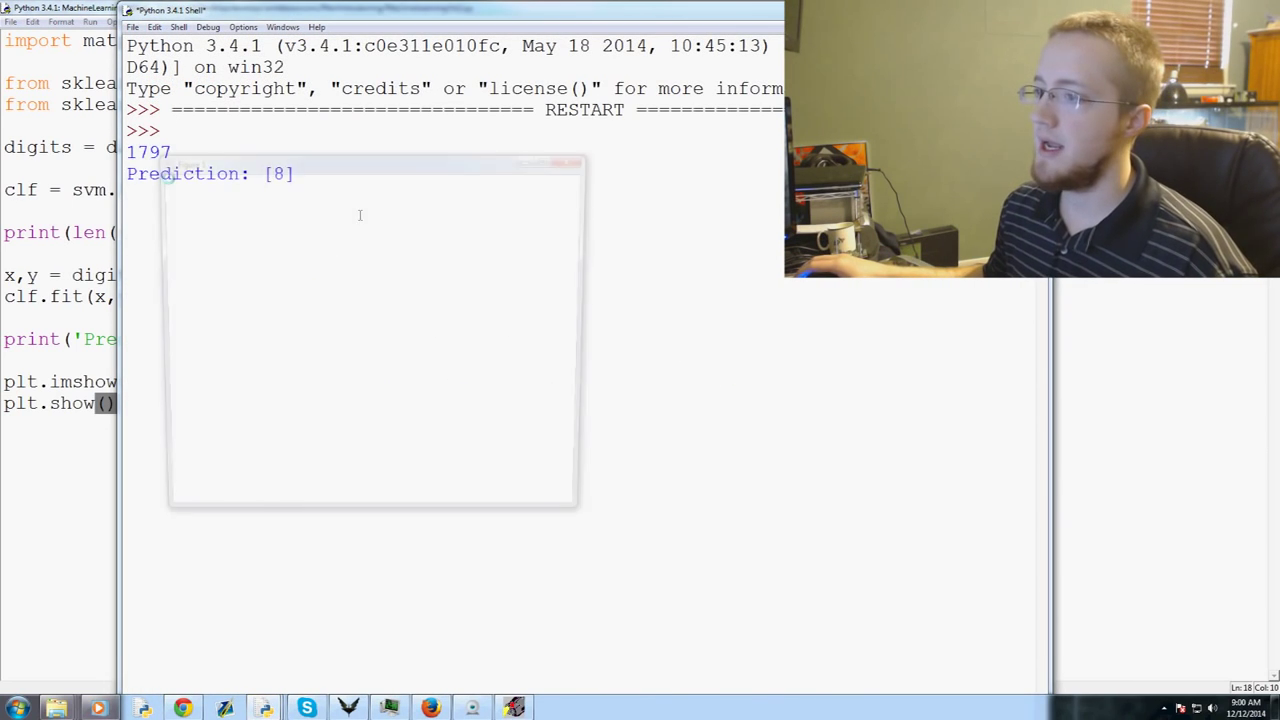 Python 3.4.1: MachineLearn
File Edit Format Run
import mat
from sklea
from sklea
digits = d
clf = svm.
print(len(
x,y = digi
clf.fit(x,
print('Pre
plt.imshow
plt.show()
*Python 3.4.1 Shell*
File Edit Shell Debug Options Windows Help
Python 3.4.1 (v3.4.1:c0e311e010fc, May 18 2014, 10:45:13)
D64)] on win32
Type "copyright", "credits" or "license()" for more inform
>>> ================================ RESTART =============
>>>
1797
Prediction: [8]
Ln: 18 Col: 10
9:00 AM
12/12/2014